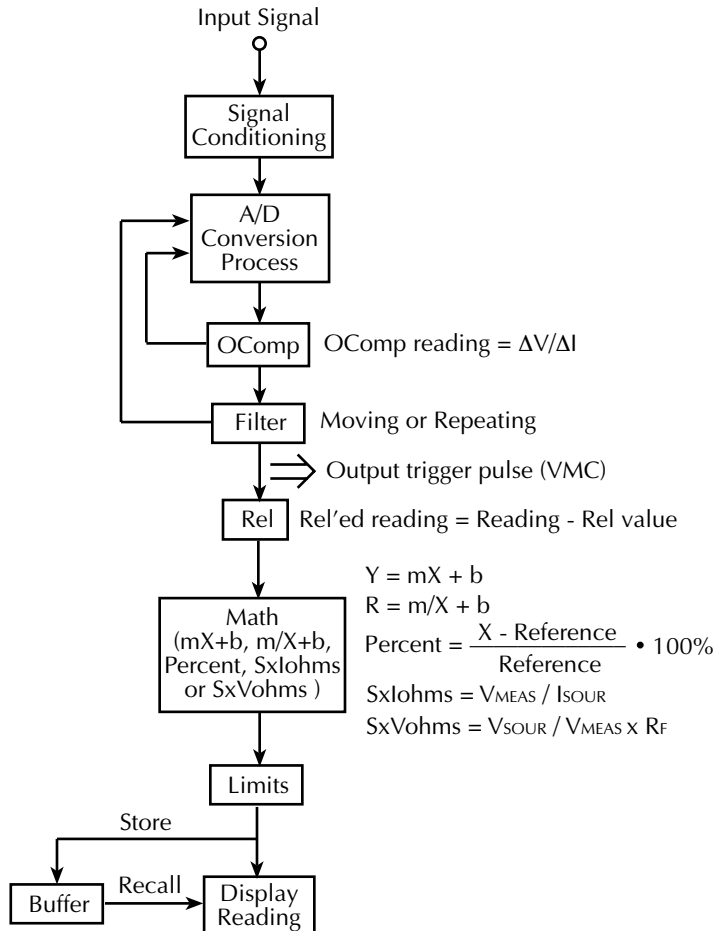 Input Signal
Signal
Conditioning
A/D
Conversion
Process
OComp
OComp reading = ΔV/ΔI
Filter
Moving or Repeating
Output trigger pulse (VMC)
Rel
Rel'ed reading = Reading - Rel value
Math
(mX+b, m/X+b,
Percent, SxIohms
or SxVohms )
Y = mX + b
R = m/X + b
Percent = X - Reference / Reference • 100%
SxIohms = VMEAS / ISOUR
SxVohms = VSOUR / VMEAS x RF
Limits
Store
Buffer
Recall
Display
Reading